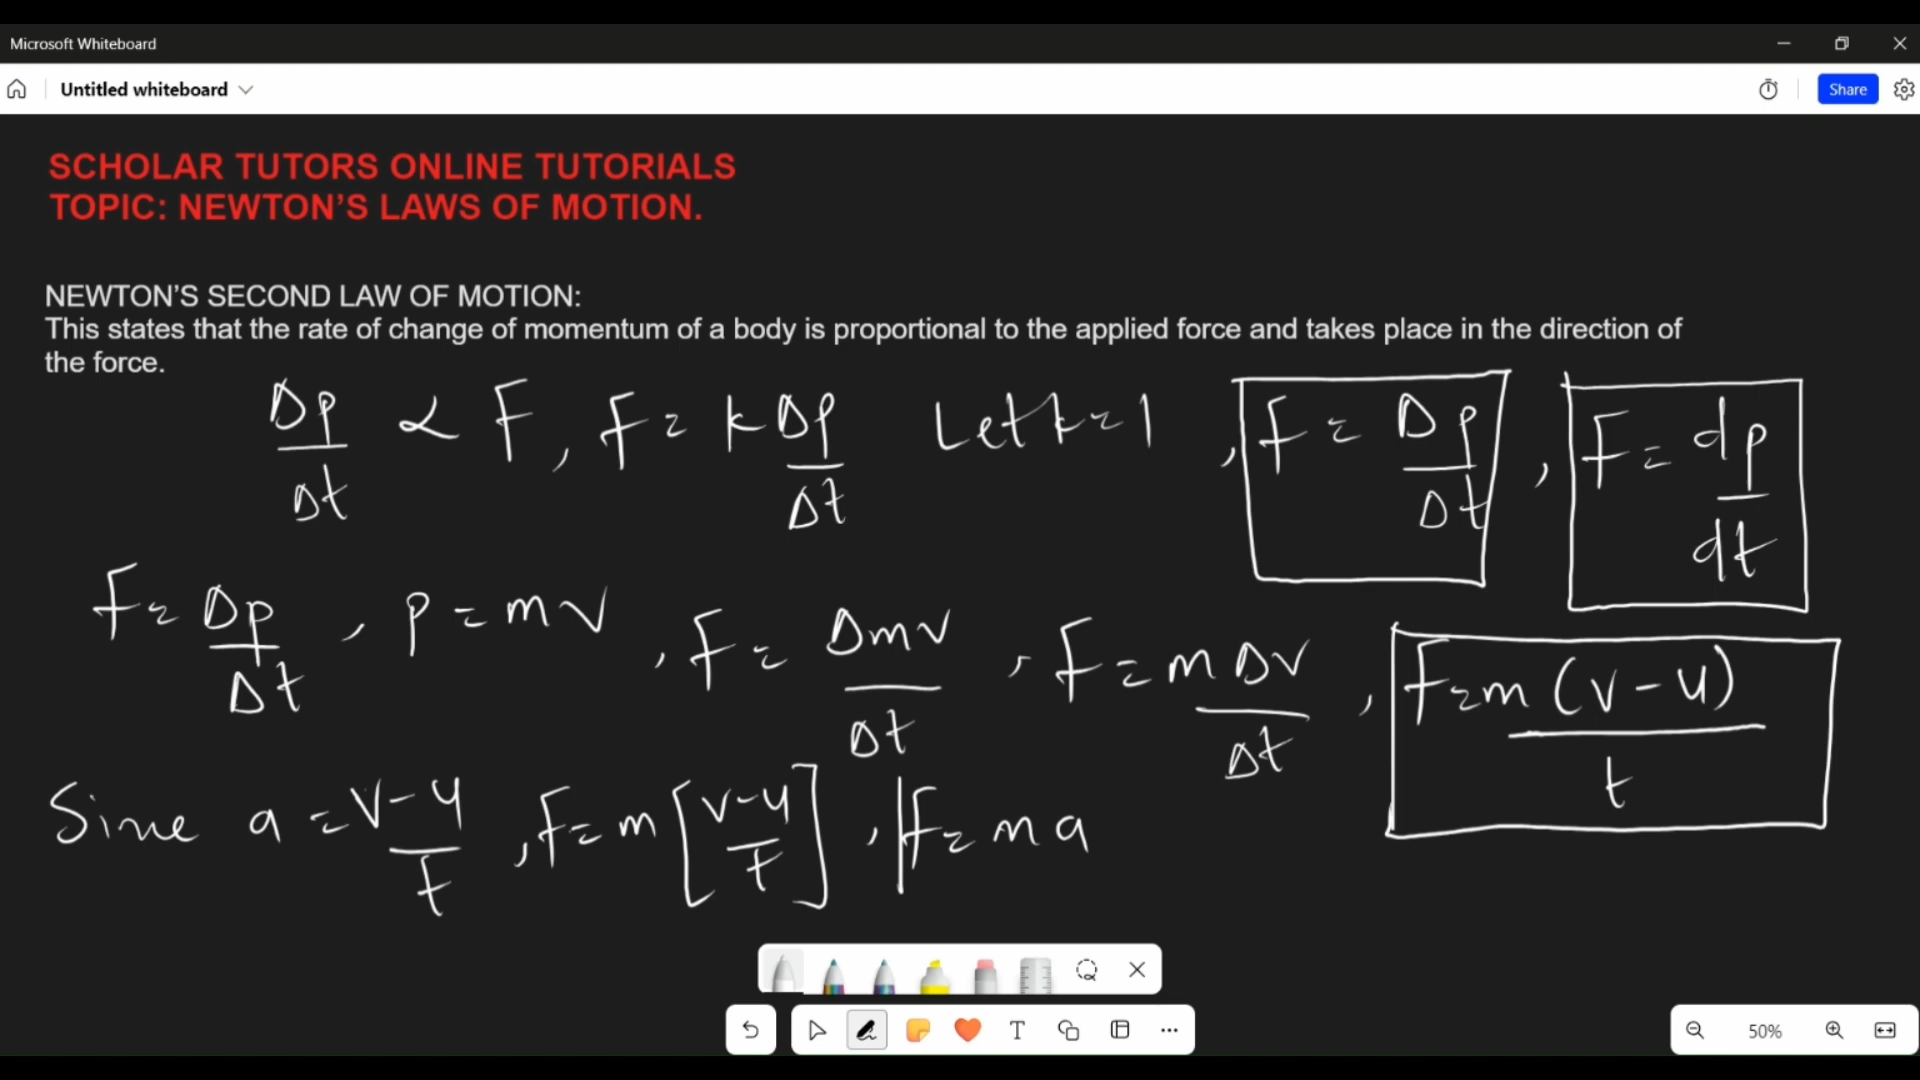 Microsoft Whiteboard
Untitled whiteboard
Share
SCHOLAR TUTORS ONLINE TUTORIALS
TOPIC: NEWTON'S LAWS OF MOTION.
NEWTON'S SECOND LAW OF MOTION:
This states that the rate of change of momentum of a body is proportional to the applied force and takes place in the direction of
the force.
Δp/Δt ∝ F, F = kΔp/Δt Let k = 1, F = Δp/Δt, F = dp/dt
F = Δp/Δt, p = mv, F = Δmv/Δt, F = mΔv/Δt, F = m(v-u)/t
Since a = v-u/t, F = m[v-u/t], F = ma
T
50%